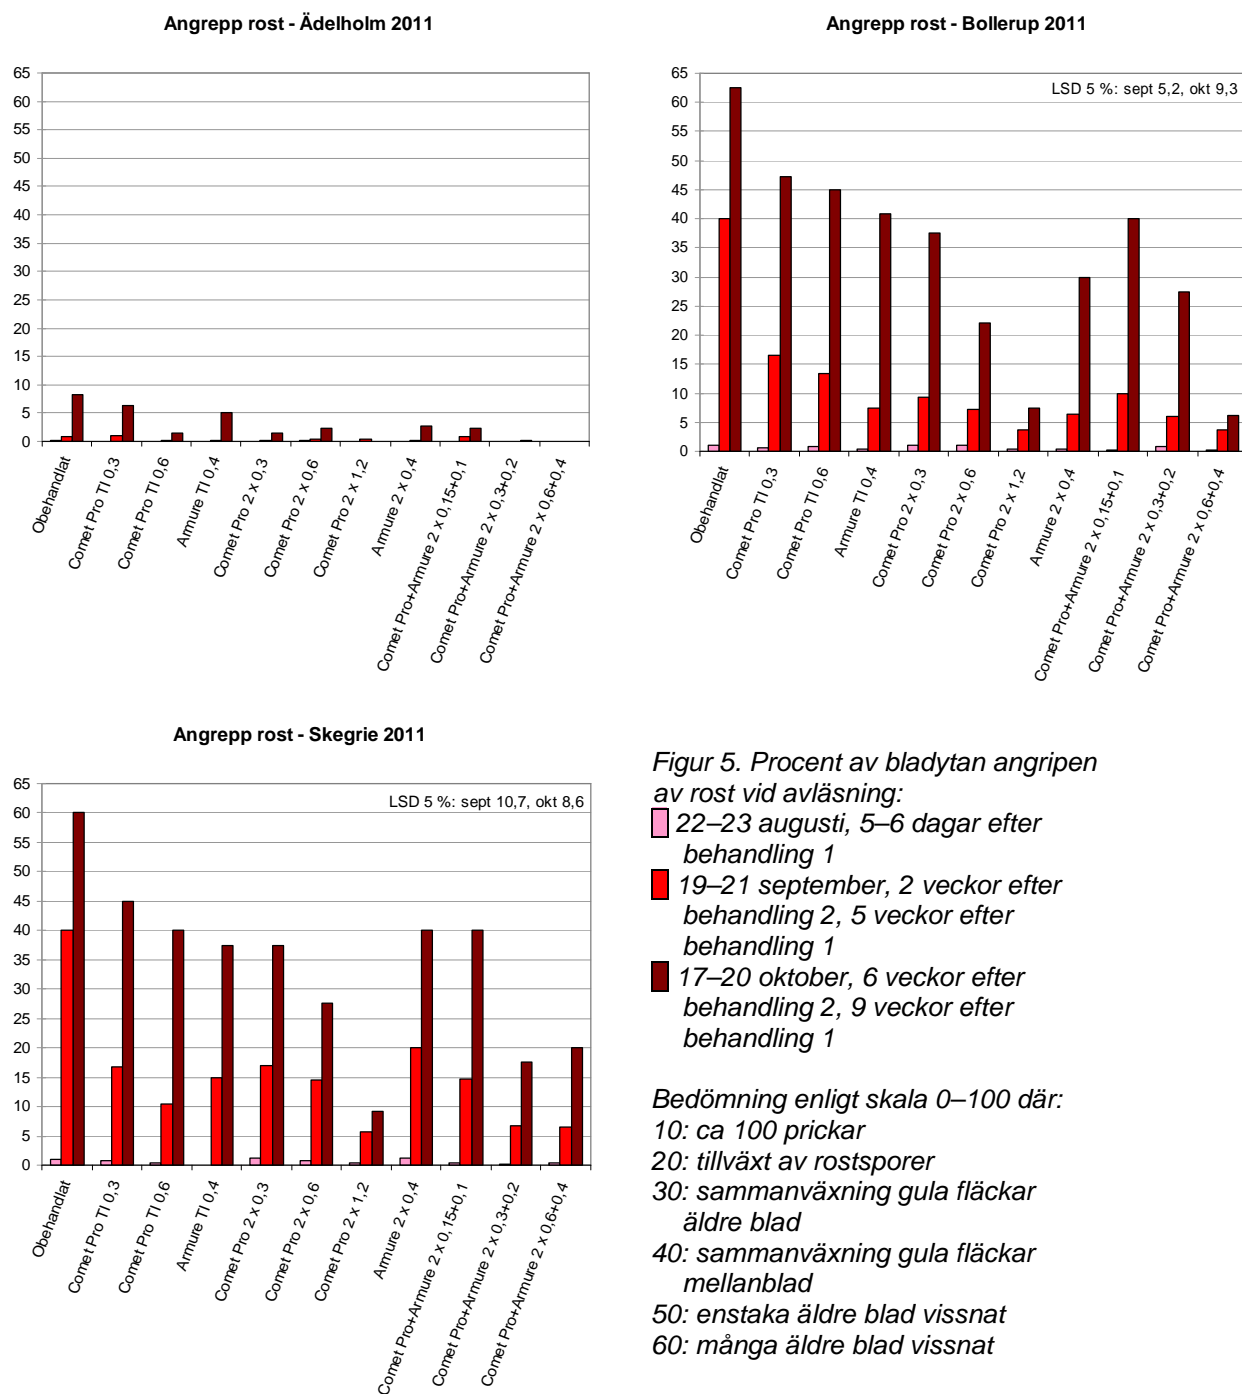 Angrepp rost - Ädelholm 2011
65
60
55
50
45
40
35
30
25
20
15
10
5
0
Obehandlat
Comet Pro TI 0,3
Comet Pro TI 0,6
Armure TI 0,4
Comet Pro 2 x 0,3
Comet Pro 2 x 0,6
Comet Pro 2 x 1,2
Armure 2 x 0,4
Comet Pro+Armure 2 x 0,15+0,1
Comet Pro+Armure 2 x 0,3+0,2
Comet Pro+Armure 2 x 0,6+0,4
Angrepp rost - Bollerup 2011
LSD 5 %: sept 5,2, okt 9,3
65
60
55
50
45
40
35
30
25
20
15
10
5
0
Obehandlat
Comet Pro TI 0,3
Comet Pro TI 0,6
Armure TI 0,4
Comet Pro 2 x 0,3
Comet Pro 2 x 0,6
Comet Pro 2 x 1,2
Armure 2 x 0,4
Comet Pro+Armure 2 x 0,15+0,1
Comet Pro+Armure 2 x 0,3+0,2
Comet Pro+Armure 2 x 0,6+0,4
Angrepp rost - Skegrie 2011
LSD 5 %: sept 10,7, okt 8,6
65
60
55
50
45
40
35
30
25
20
15
10
5
0
Obehandlat
Comet Pro TI 0,3
Comet Pro TI 0,6
Armure TI 0,4
Comet Pro 2 x 0,3
Comet Pro 2 x 0,6
Comet Pro 2 x 1,2
Armure 2 x 0,4
Comet Pro+Armure 2 x 0,15+0,1
Comet Pro+Armure 2 x 0,3+0,2
Comet Pro+Armure 2 x 0,6+0,4
Figur 5. Procent av bladytan angripen
av rost vid avläsning:
22–23 augusti, 5–6 dagar efter
behandling 1
19–21 september, 2 veckor efter
behandling 2, 5 veckor efter
behandling 1
17–20 oktober, 6 veckor efter
behandling 2, 9 veckor efter
behandling 1
Bedömning enligt skala 0–100 där:
10: ca 100 prickar
20: tillväxt av rostsporer
30: sammanväxning gula fläckar
äldre blad
40: sammanväxning gula fläckar
mellanblad
50: enstaka äldre blad vissnat
60: många äldre blad vissnat